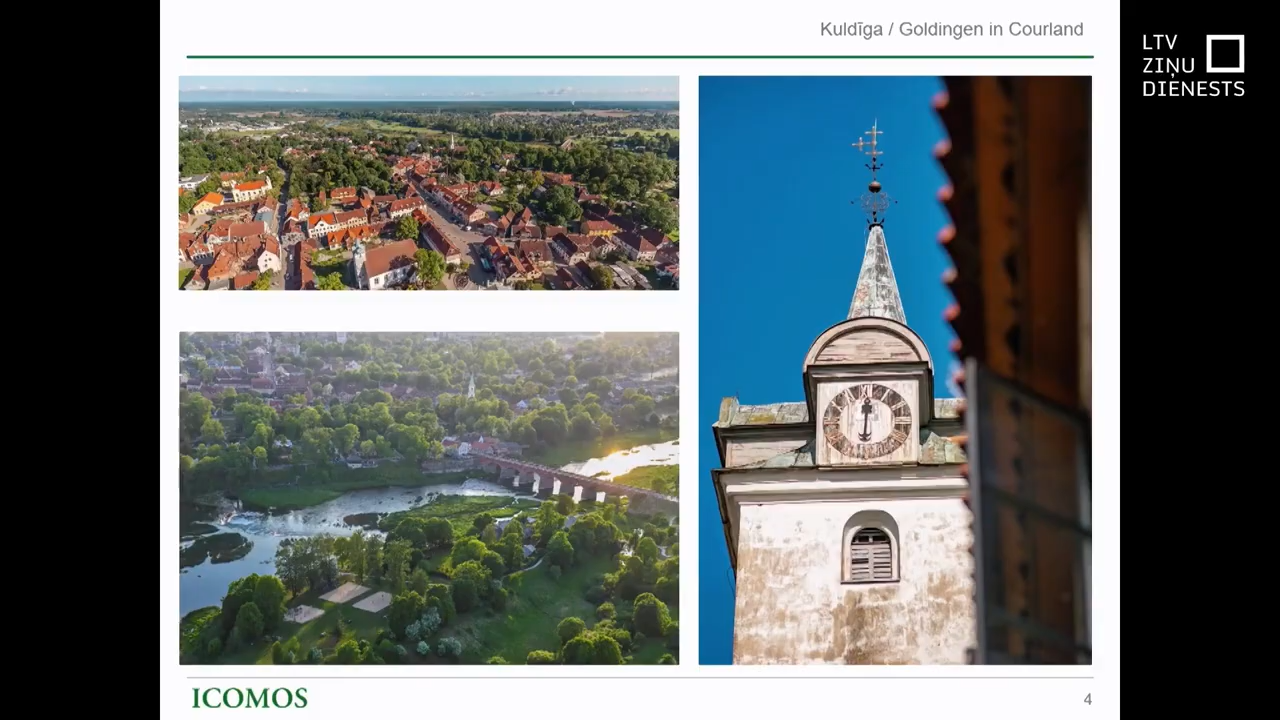 Kuldīga / Goldingen in Courland
LTV
ZIŅU
DIENESTS
ICOMOS
4